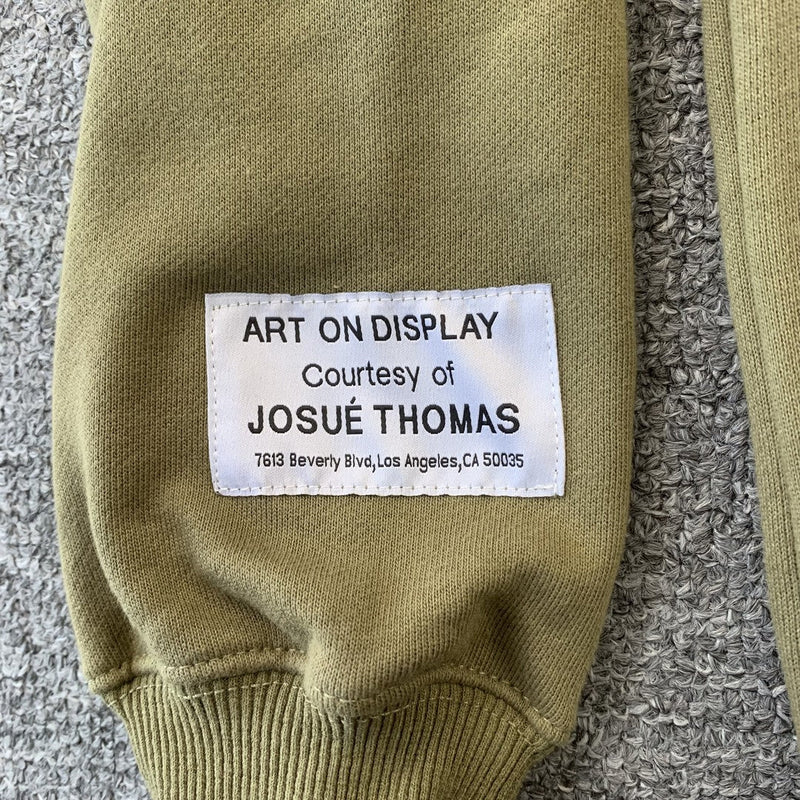 ART ON DISPLAY
Courtesy of
JOSUÉ THOMAS
7613 Beverly Blvd,Los Angeles,CA 50035